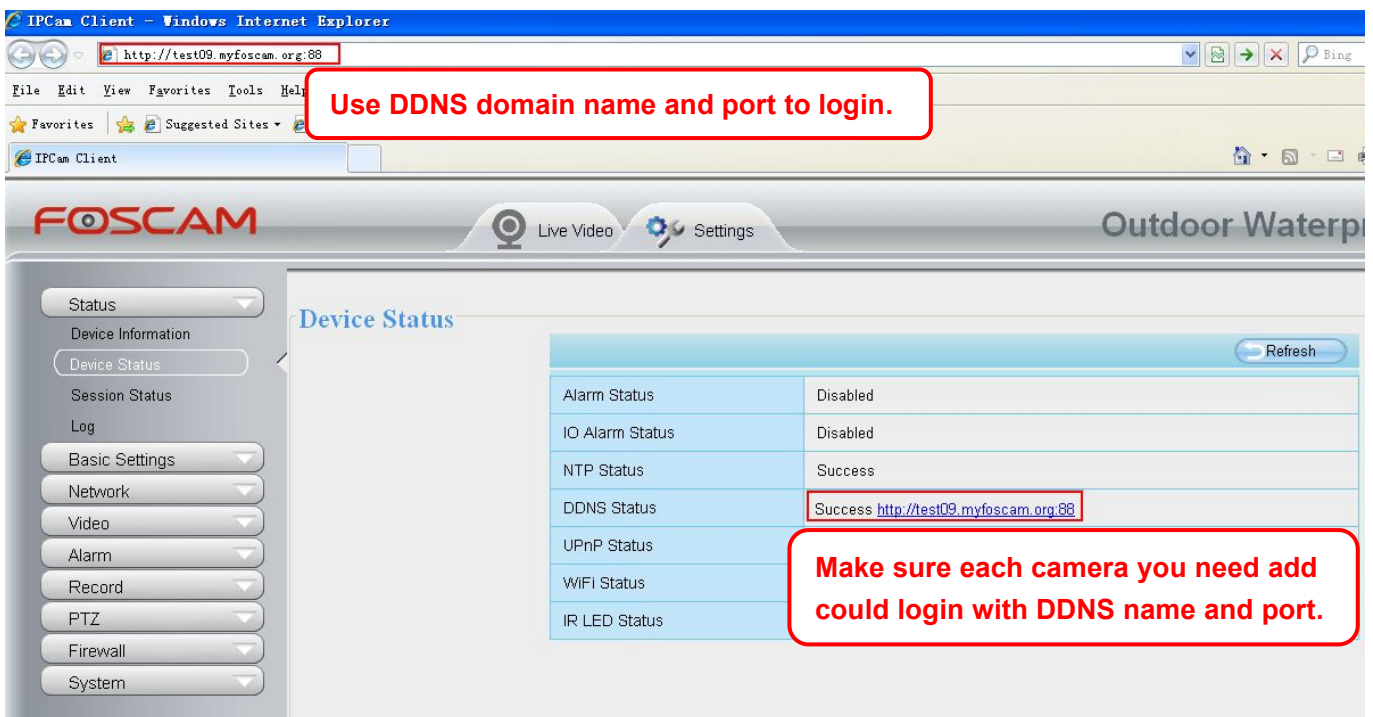 IPCam Client - Windows Internet Explorer
http://test09.myfoscam.org:88
Bing
File Edit View Favorites Tools Help
Use DDNS domain name and port to login.
Favorites Suggested Sites
IPCam Client
FOSCAM
Live Video
Settings
Outdoor Waterp
Status
Device Information
Device Status
Session Status
Log
Basic Settings
Network
Video
Alarm
Record
PTZ
Firewall
System
Device Status
Refresh
Alarm Status Disabled
IO Alarm Status Disabled
NTP Status Success
DDNS Status Success http://test09.myfoscam.org:88
UPnP Status
WiFi Status
IR LED Status
Make sure each camera you need add
could login with DDNS name and port.